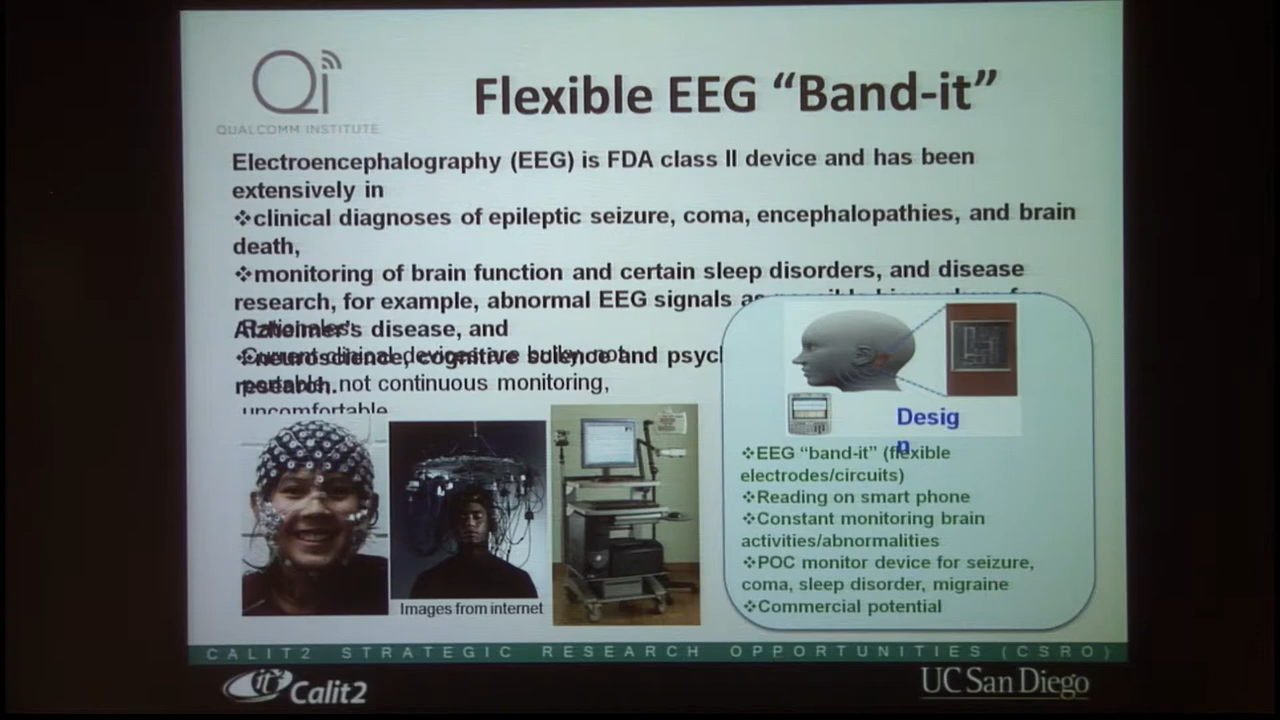 Qi
QUALCOMM INSTITUTE
Flexible EEG “Band-it”
Electroencephalography (EEG) is FDA class II device and has been
extensively in
❖clinical diagnoses of epileptic seizure, coma, encephalopathies, and brain
death,
❖monitoring of brain function and certain sleep disorders, and disease
research, for example, abnormal EEG signals as
Alzheimer's disease, and
❖neuroscience, cognitive science and psych
research.
Rationales:
Current clinical devices are bulky, not
portable, not continuous monitoring,
uncomfortable
Design
❖EEG “band-it” (flexible
electrodes/circuits)
❖Reading on smart phone
❖Constant monitoring brain
activities/abnormalities
❖POC monitor device for seizure,
coma, sleep disorder, migraine
❖Commercial potential
Images from internet
CALIT2 STRATEGIC RESEARCH OPPORTUNITIES (CSRO)
it² Calit2
UC San Diego